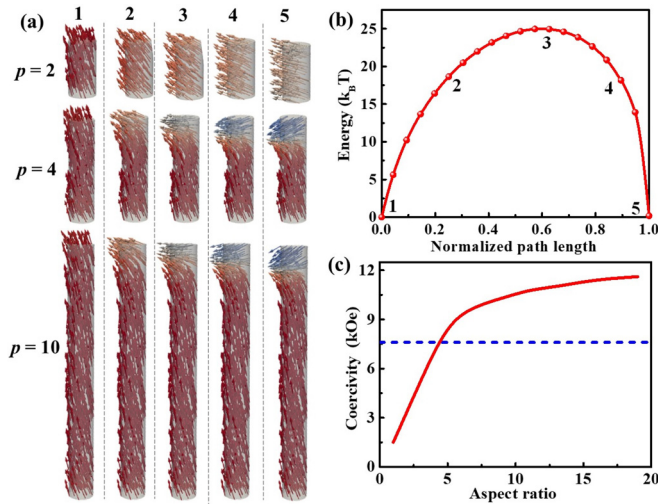 (a)
1 2 3 4 5
p = 2
p = 4
p = 10
(b)
Energy (k_BT)
25
20
15
10
5
0
1
2
3
4
5
0.0 0.2 0.4 0.6 0.8 1.0
Normalized path length
(c)
Coercivity (kOe)
12
9
6
3
0
0 5 10 15 20
Aspect ratio